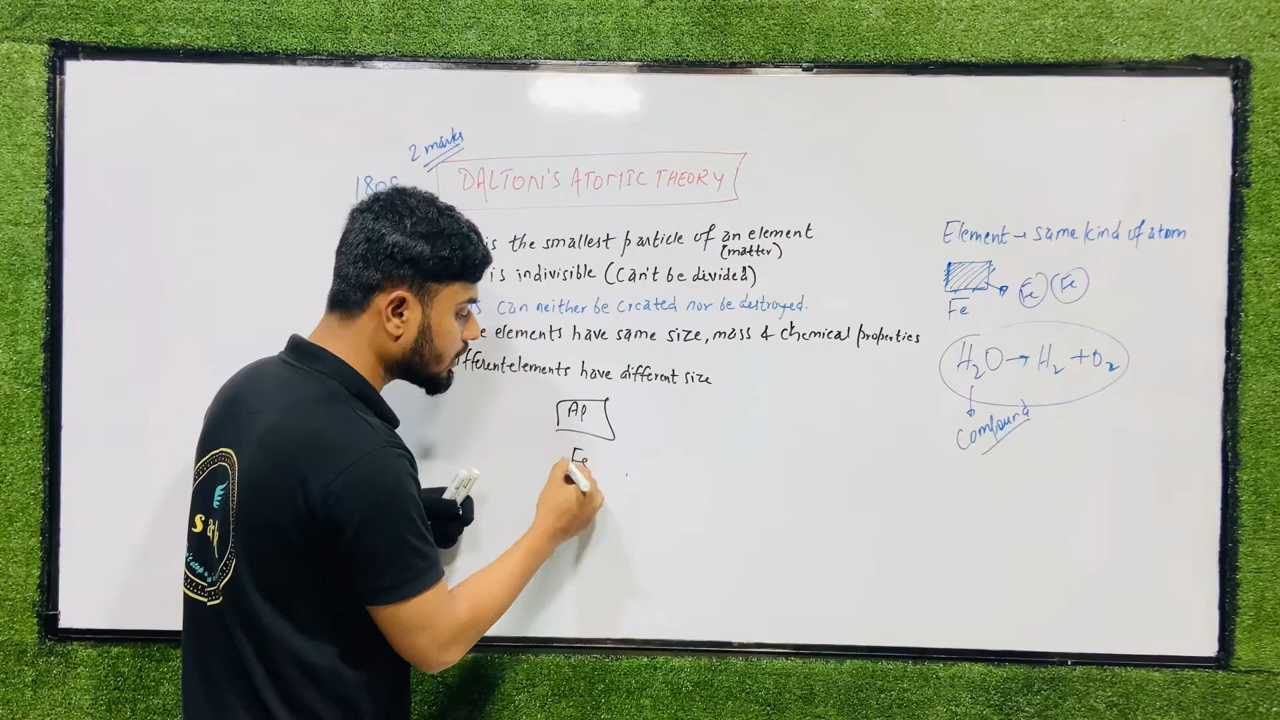 2 marks
1808
DALTON'S ATOMIC THEORY
is the smallest particle of an element
(matter)
is indivisible (Can't be divided)
can neither be created nor be destroyed.
elements have same size, mass & chemical properties
elements have different size
Fe
Element → same kind of atom
Fe Fe
Fe
H₂O → H₂ + O₂
Compound